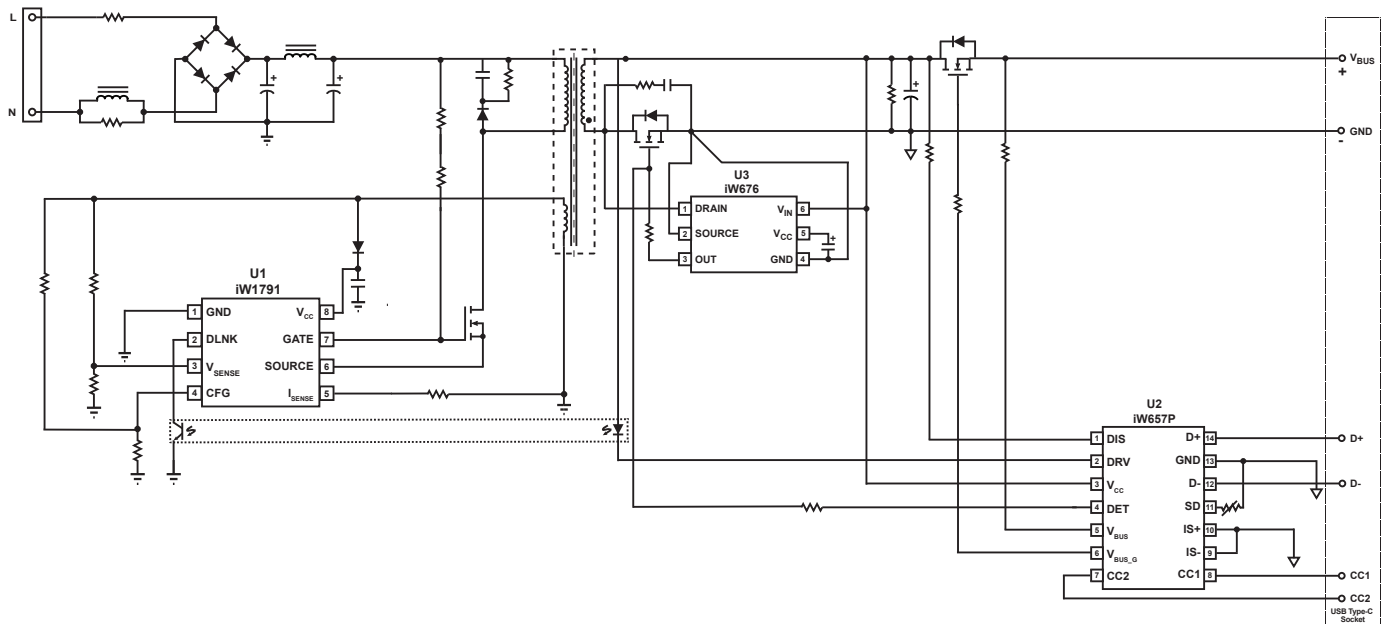 L
N
+
+
U1
iW1791
1 GND
2 DLNK
3 VSENSE
4 CFG
VCC 8
GATE 7
SOURCE 6
ISENSE 5
U3
iW676
1 DRAIN
2 SOURCE
3 OUT
VIN 6
VCC 5
GND 4
+
+
VBUS
+
GND
-
U2
iW657P
1 DIS
2 DRV
3 VCC
4 DET
5 VBUS
6 VBUS_G
7 CC2
D+ 14
GND 13
D- 12
SD 11
IS+ 10
IS- 9
CC1 8
D+
D-
CC1
CC2
USB Type-C
Socket